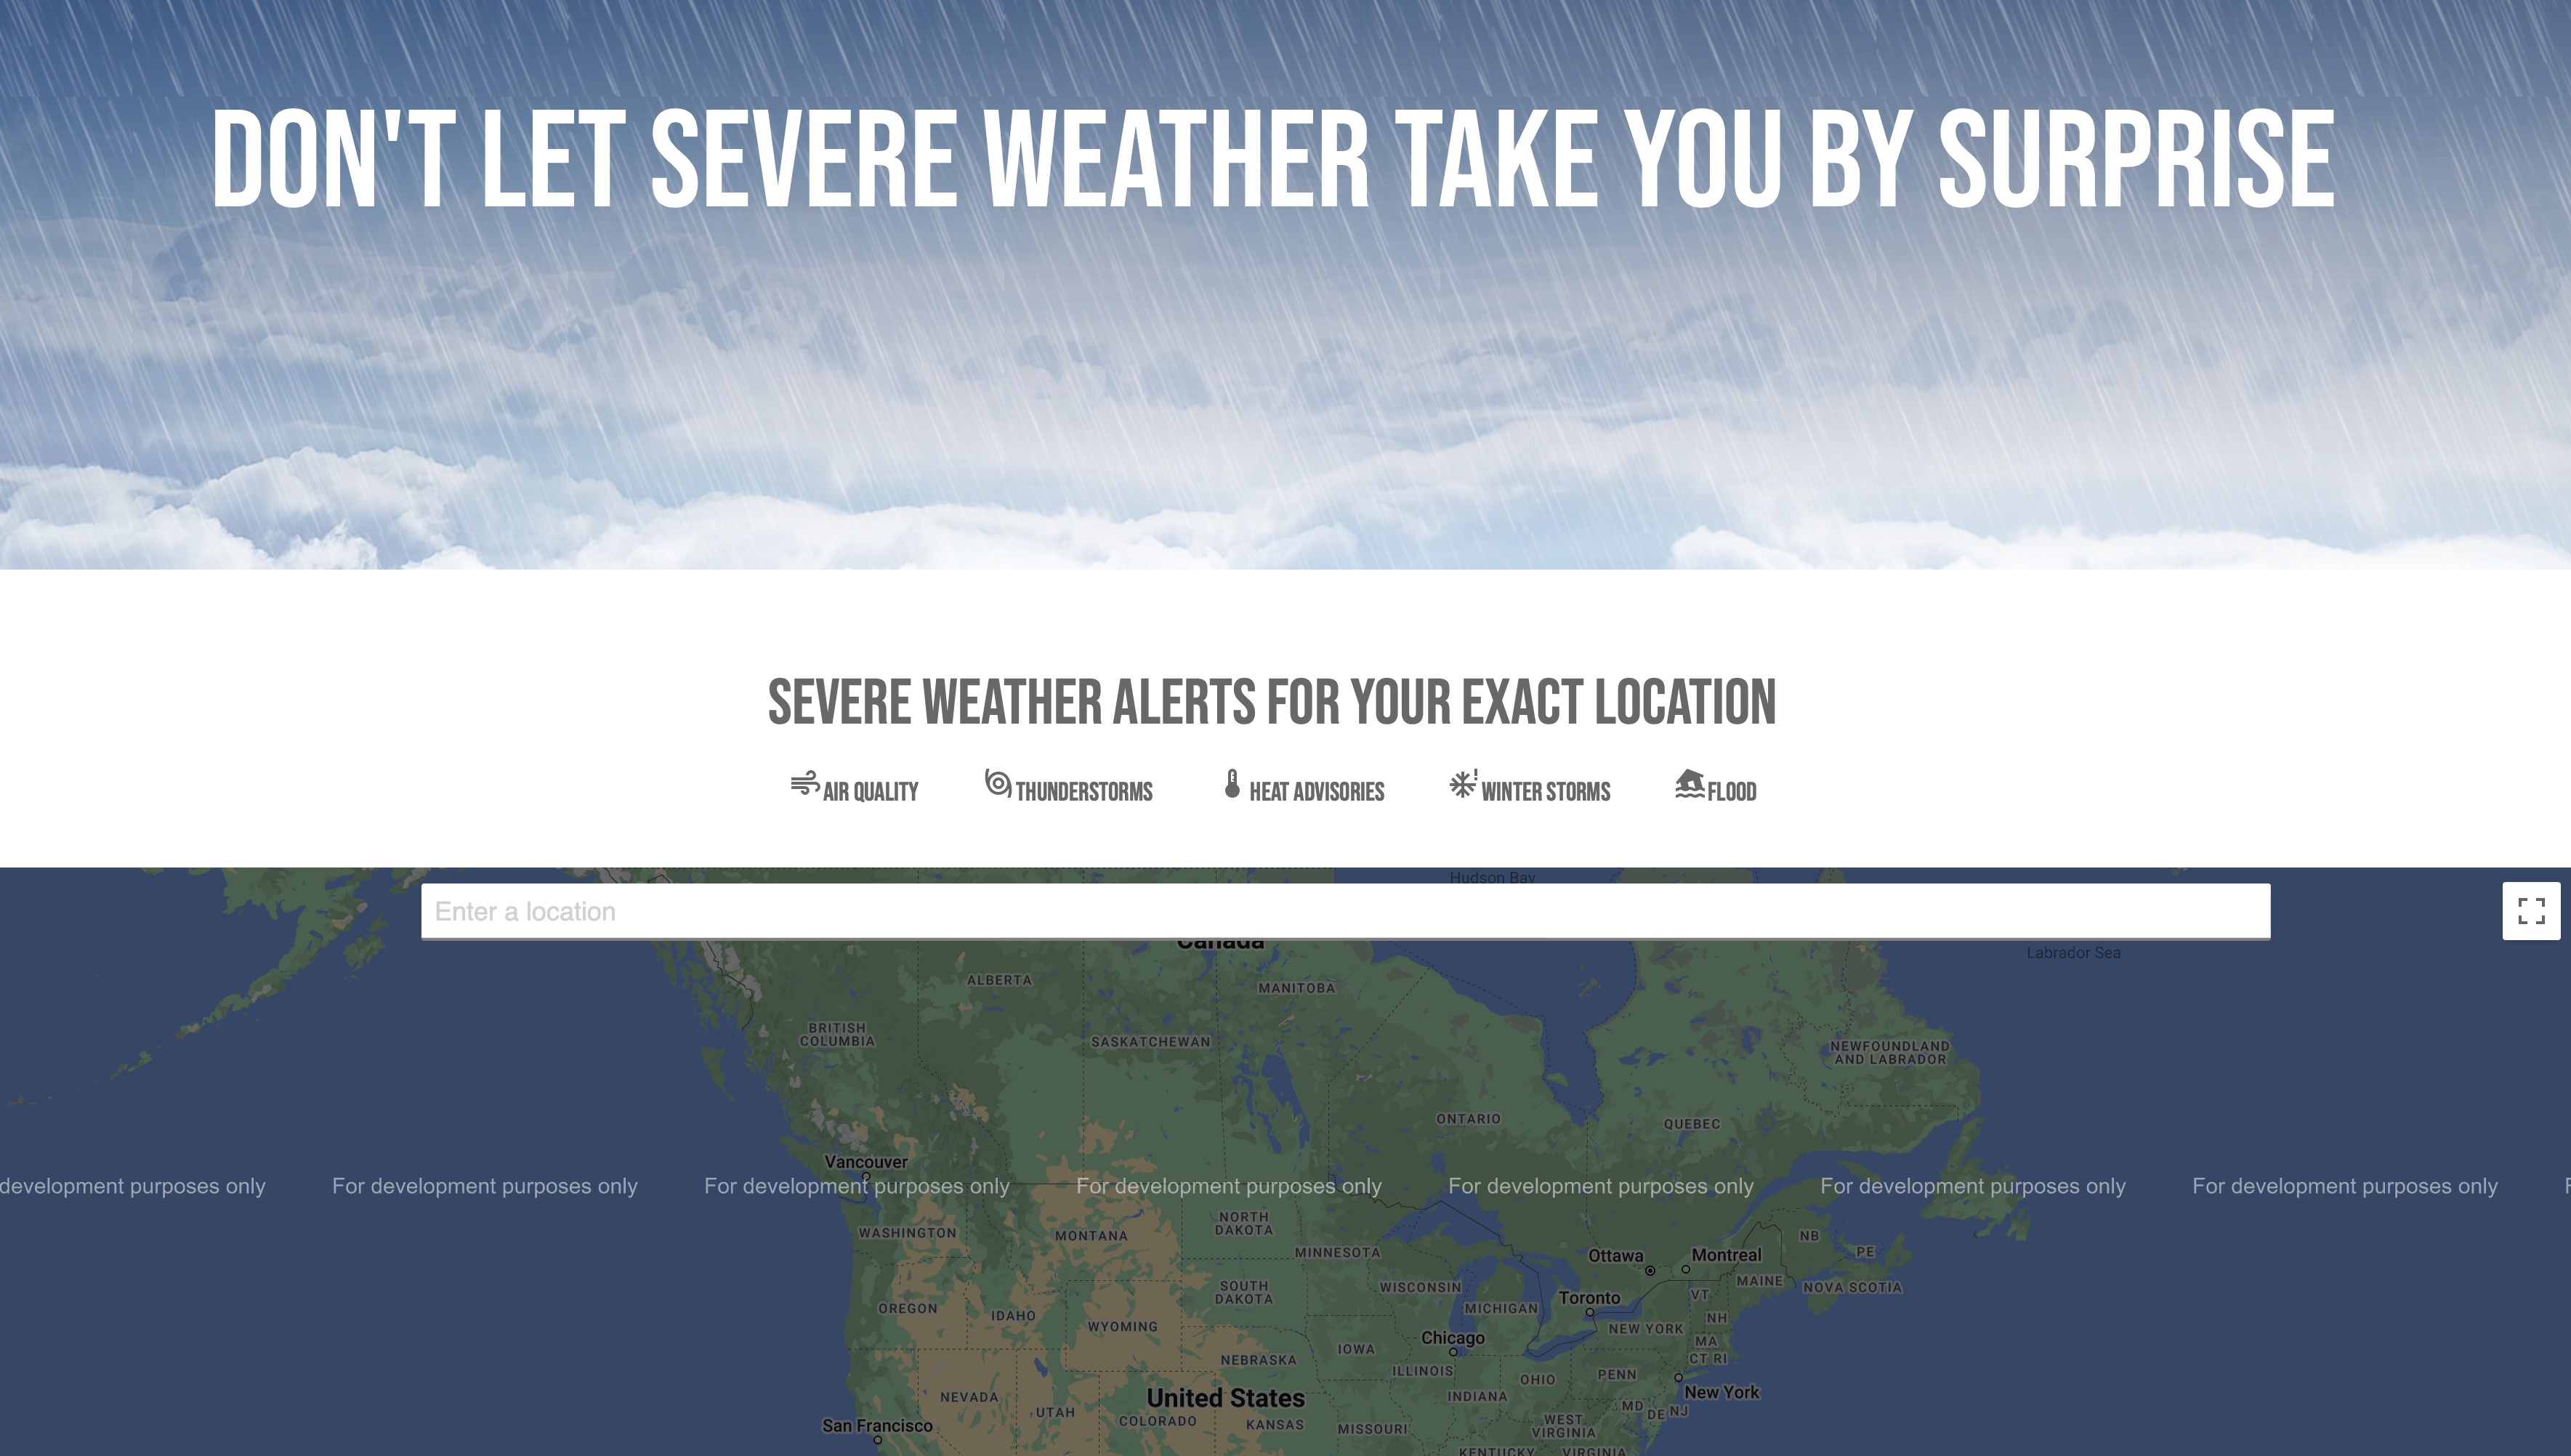 DON'T LET SEVERE WEATHER TAKE YOU BY SURPRISE
SEVERE WEATHER ALERTS FOR YOUR EXACT LOCATION
AIR QUALITY
THUNDERSTORMS
HEAT ADVISORIES
WINTER STORMS
FLOOD
Hudson Bay
Enter a location
Canada
Labrador Sea
ALBERTA
MANITOBA
BRITISH
COLUMBIA
SASKATCHEWAN
NEWFOUNDLAND
AND LABRADOR
ONTARIO
QUEBEC
Vancouver
development purposes only
For development purposes only
For development purposes only
For development purposes only
For development purposes only
For development purposes only
For development purposes only
WASHINGTON
MONTANA
NORTH
DAKOTA
MINNESOTA
Ottawa
Montreal
NB
PE
MAINE
NOVA SCOTIA
SOUTH
DAKOTA
WISCONSIN
VT
OREGON
IDAHO
MICHIGAN
Toronto
NH
WYOMING
NEW YORK
Chicago
MA
IOWA
CT RI
NEBRASKA
ILLINOIS
OHIO
PENN
NEVADA
United States
INDIANA
New York
UTAH
COLORADO
KANSAS
MISSOURI
MD
DE
NJ
San Francisco
WEST
VIRGINIA
KENTUCKY
VIRGINIA